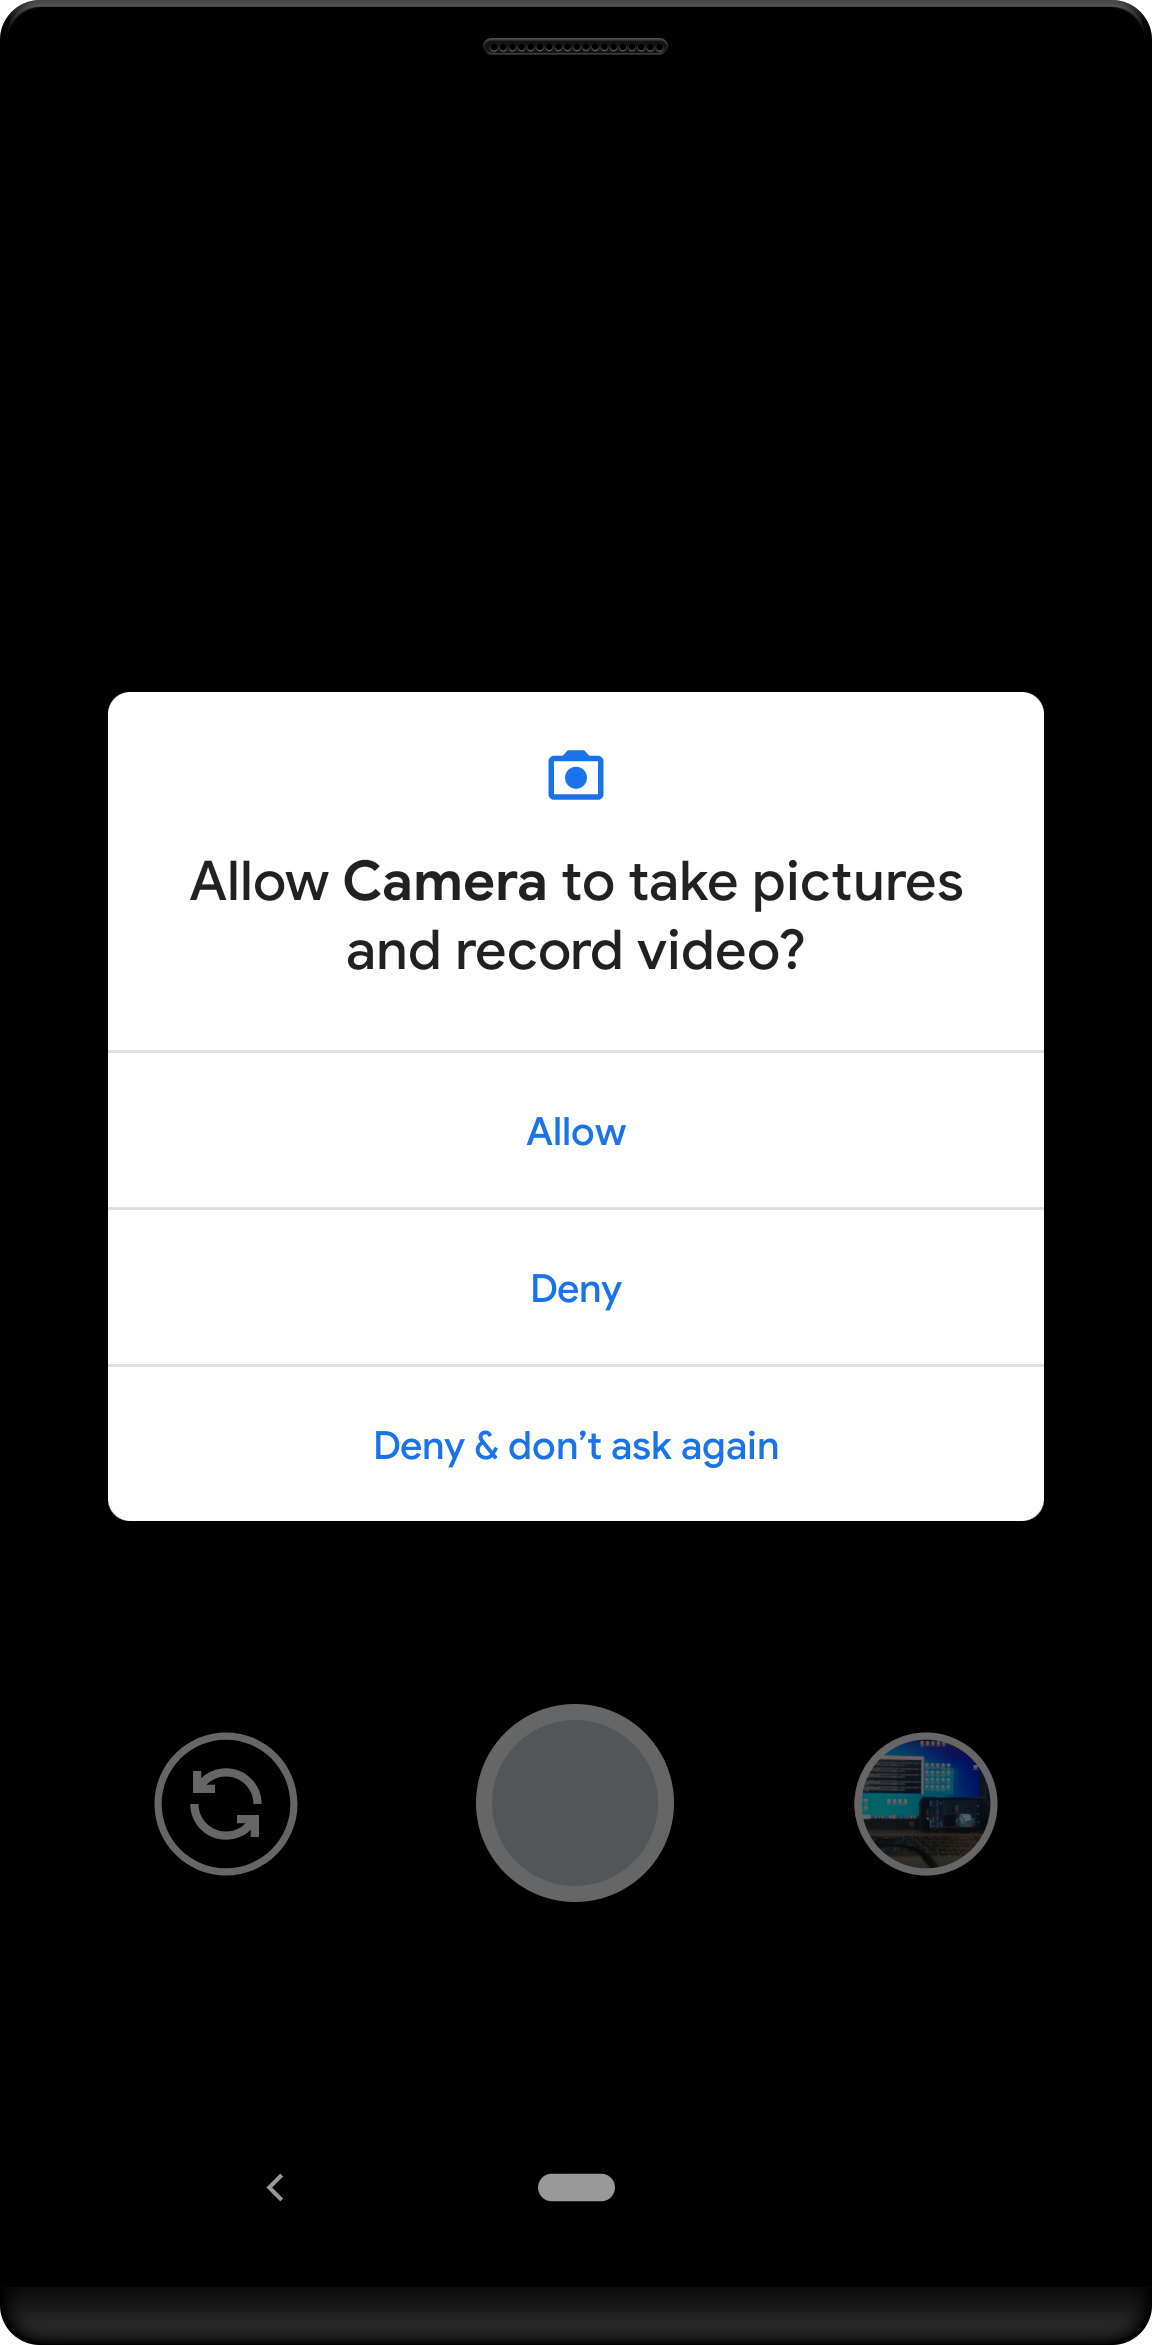 Allow Camera to take pictures
and record video?
Allow
Deny
Deny & don’t ask again